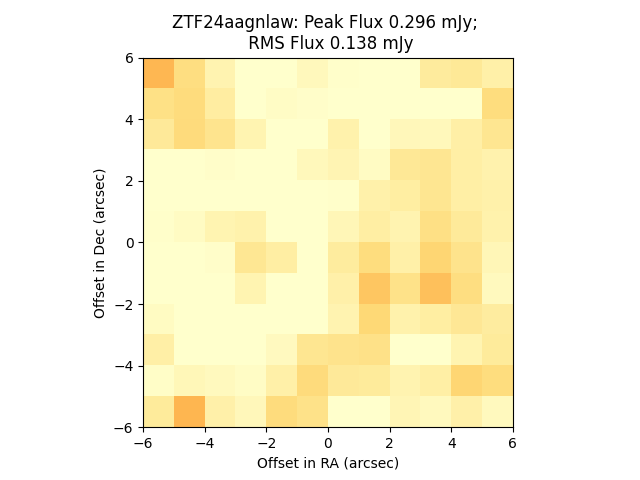 ZTF24aagnlaw: Peak Flux 0.296 mJy;
RMS Flux 0.138 mJy
6
4
2
0
−2
−4
−6
Offset in Dec (arcsec)
−6 −4 −2 0 2 4 6
Offset in RA (arcsec)